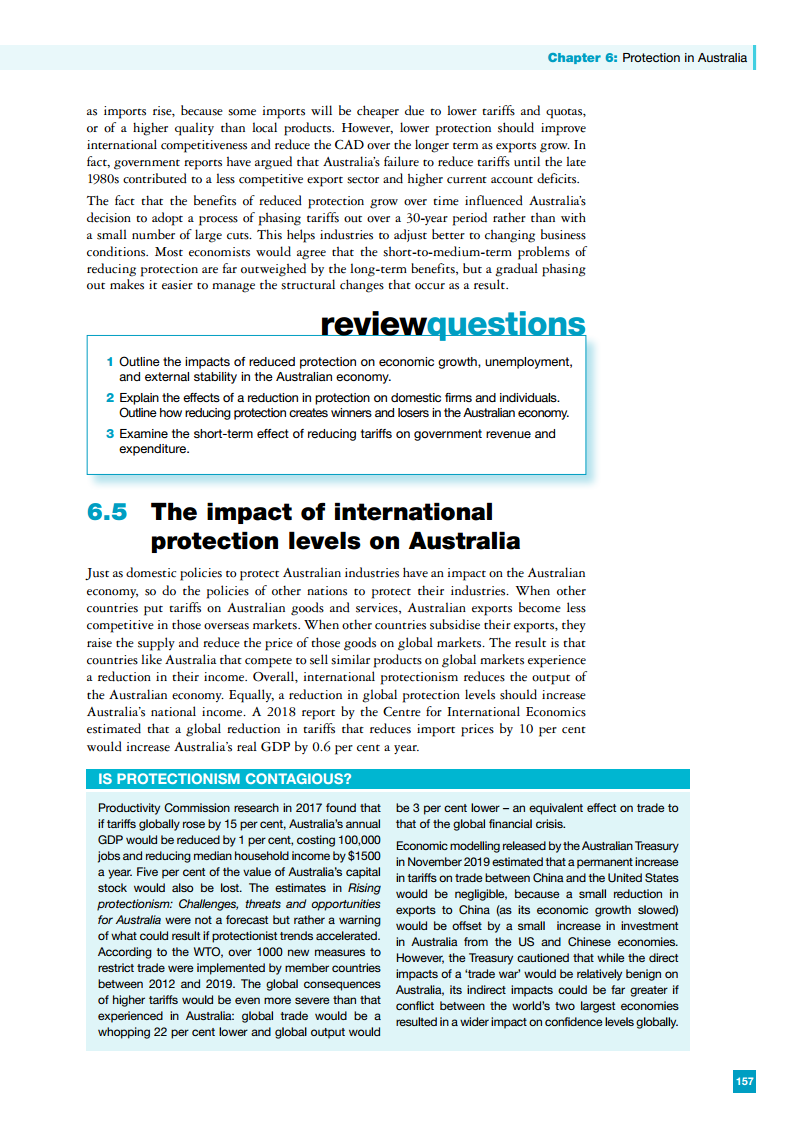 Chapter 6: Protection in Australia
as imports rise, because some imports will be cheaper due to lower tariffs and quotas,
or of a higher quality than local products. However, lower protection should improve
international competitiveness and reduce the CAD over the longer term as exports grow. In
fact, government reports have argued that Australia's failure to reduce tariffs until the late
1980s contributed to a less competitive export sector and higher current account deficits.
The fact that the benefits of reduced protection grow over time influenced Australia's
decision to adopt a process of phasing tariffs out over a 30-year period rather than with
a small number of large cuts. This helps industries to adjust better to changing business
conditions. Most economists would agree that the short-to-medium-term problems of
reducing protection are far outweighed by the long-term benefits, but a gradual phasing
out makes it easier to manage the structural changes that occur as a result.
reviewquestions
1 Outline the impacts of reduced protection on economic growth, unemployment,
and external stability in the Australian economy.
2 Explain the effects of a reduction in protection on domestic firms and individuals.
Outline how reducing protection creates winners and losers in the Australian economy.
3 Examine the short-term effect of reducing tariffs on government revenue and
expenditure.
6.5 The impact of international
protection levels on Australia
Just as domestic policies to protect Australian industries have an impact on the Australian
economy, so do the policies of other nations to protect their industries. When other
countries put tariffs on Australian goods and services, Australian exports become less
competitive in those overseas markets. When other countries subsidise their exports, they
raise the supply and reduce the price of those goods on global markets. The result is that
countries like Australia that compete to sell similar products on global markets experience
a reduction in their income. Overall, international protectionism reduces the output of
the Australian economy. Equally, a reduction in global protection levels should increase
Australia's national income. A 2018 report by the Centre for International Economics
estimated that a global reduction in tariffs that reduces import prices by 10 per cent
would increase Australia's real GDP by 0.6 per cent a year.
IS PROTECTIONISM CONTAGIOUS?
Productivity Commission research in 2017 found that
if tariffs globally rose by 15 per cent, Australia's annual
GDP would be reduced by 1 per cent, costing 100,000
jobs and reducing median household income by $1500
a year. Five per cent of the value of Australia's capital
stock would also be lost. The estimates in Rising
protectionism: Challenges, threats and opportunities
for Australia were not a forecast but rather a warning
of what could result if protectionist trends accelerated.
According to the WTO, over 1000 new measures to
restrict trade were implemented by member countries
between 2012 and 2019. The global consequences
of higher tariffs would be even more severe than that
experienced in Australia: global trade would be a
whopping 22 per cent lower and global output would
be 3 per cent lower – an equivalent effect on trade to
that of the global financial crisis.
Economic modelling released by the Australian Treasury
in November 2019 estimated that a permanent increase
in tariffs on trade between China and the United States
would be negligible, because a small reduction in
exports to China (as its economic growth slowed)
would be offset by a small increase in investment
in Australia from the US and Chinese economies.
However, the Treasury cautioned that while the direct
impacts of a 'trade war' would be relatively benign on
Australia, its indirect impacts could be far greater if
conflict between the world's two largest economies
resulted in a wider impact on confidence levels globally.
157